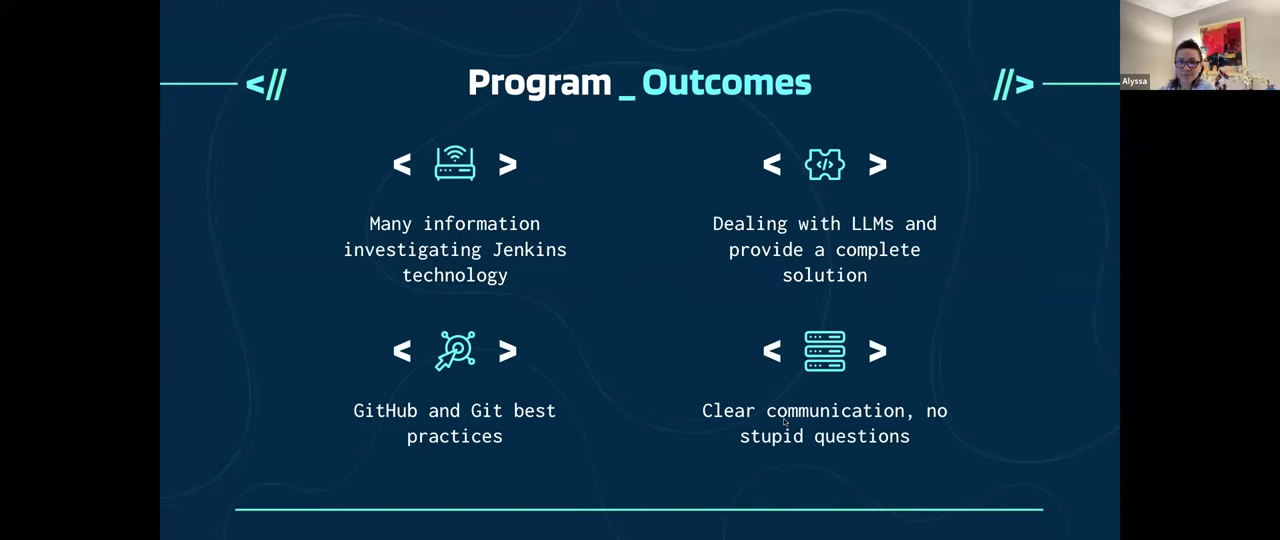 <// Program _ Outcomes //>
< >
< >
Many information
investigating Jenkins
technology
Dealing with LLMs and
provide a complete
solution
< >
< >
GitHub and Git best
practices
Clear communication, no
stupid questions
Alyssa